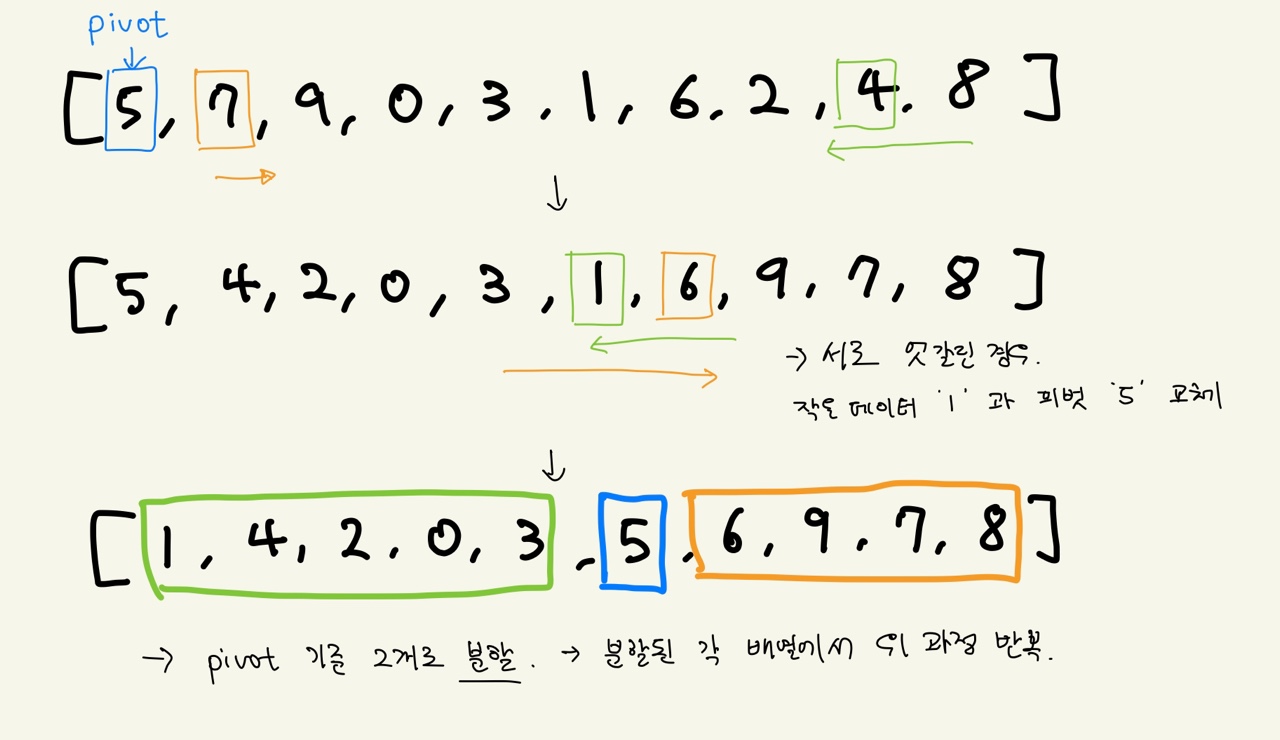 pivot
[5, 7, 9, 0, 3, 1, 6, 2, 4, 8]
[5, 4, 2, 0, 3, 1, 6, 9, 7, 8]
→ 서로 엇갈린 경우.
작은 데이터 '1' 과 피벗 '5' 교체
[1, 4, 2, 0, 3, 5, 6, 9, 7, 8]
→ pivot 기준 2개로 분할. → 분할된 각 배열에서 위 과정 반복.